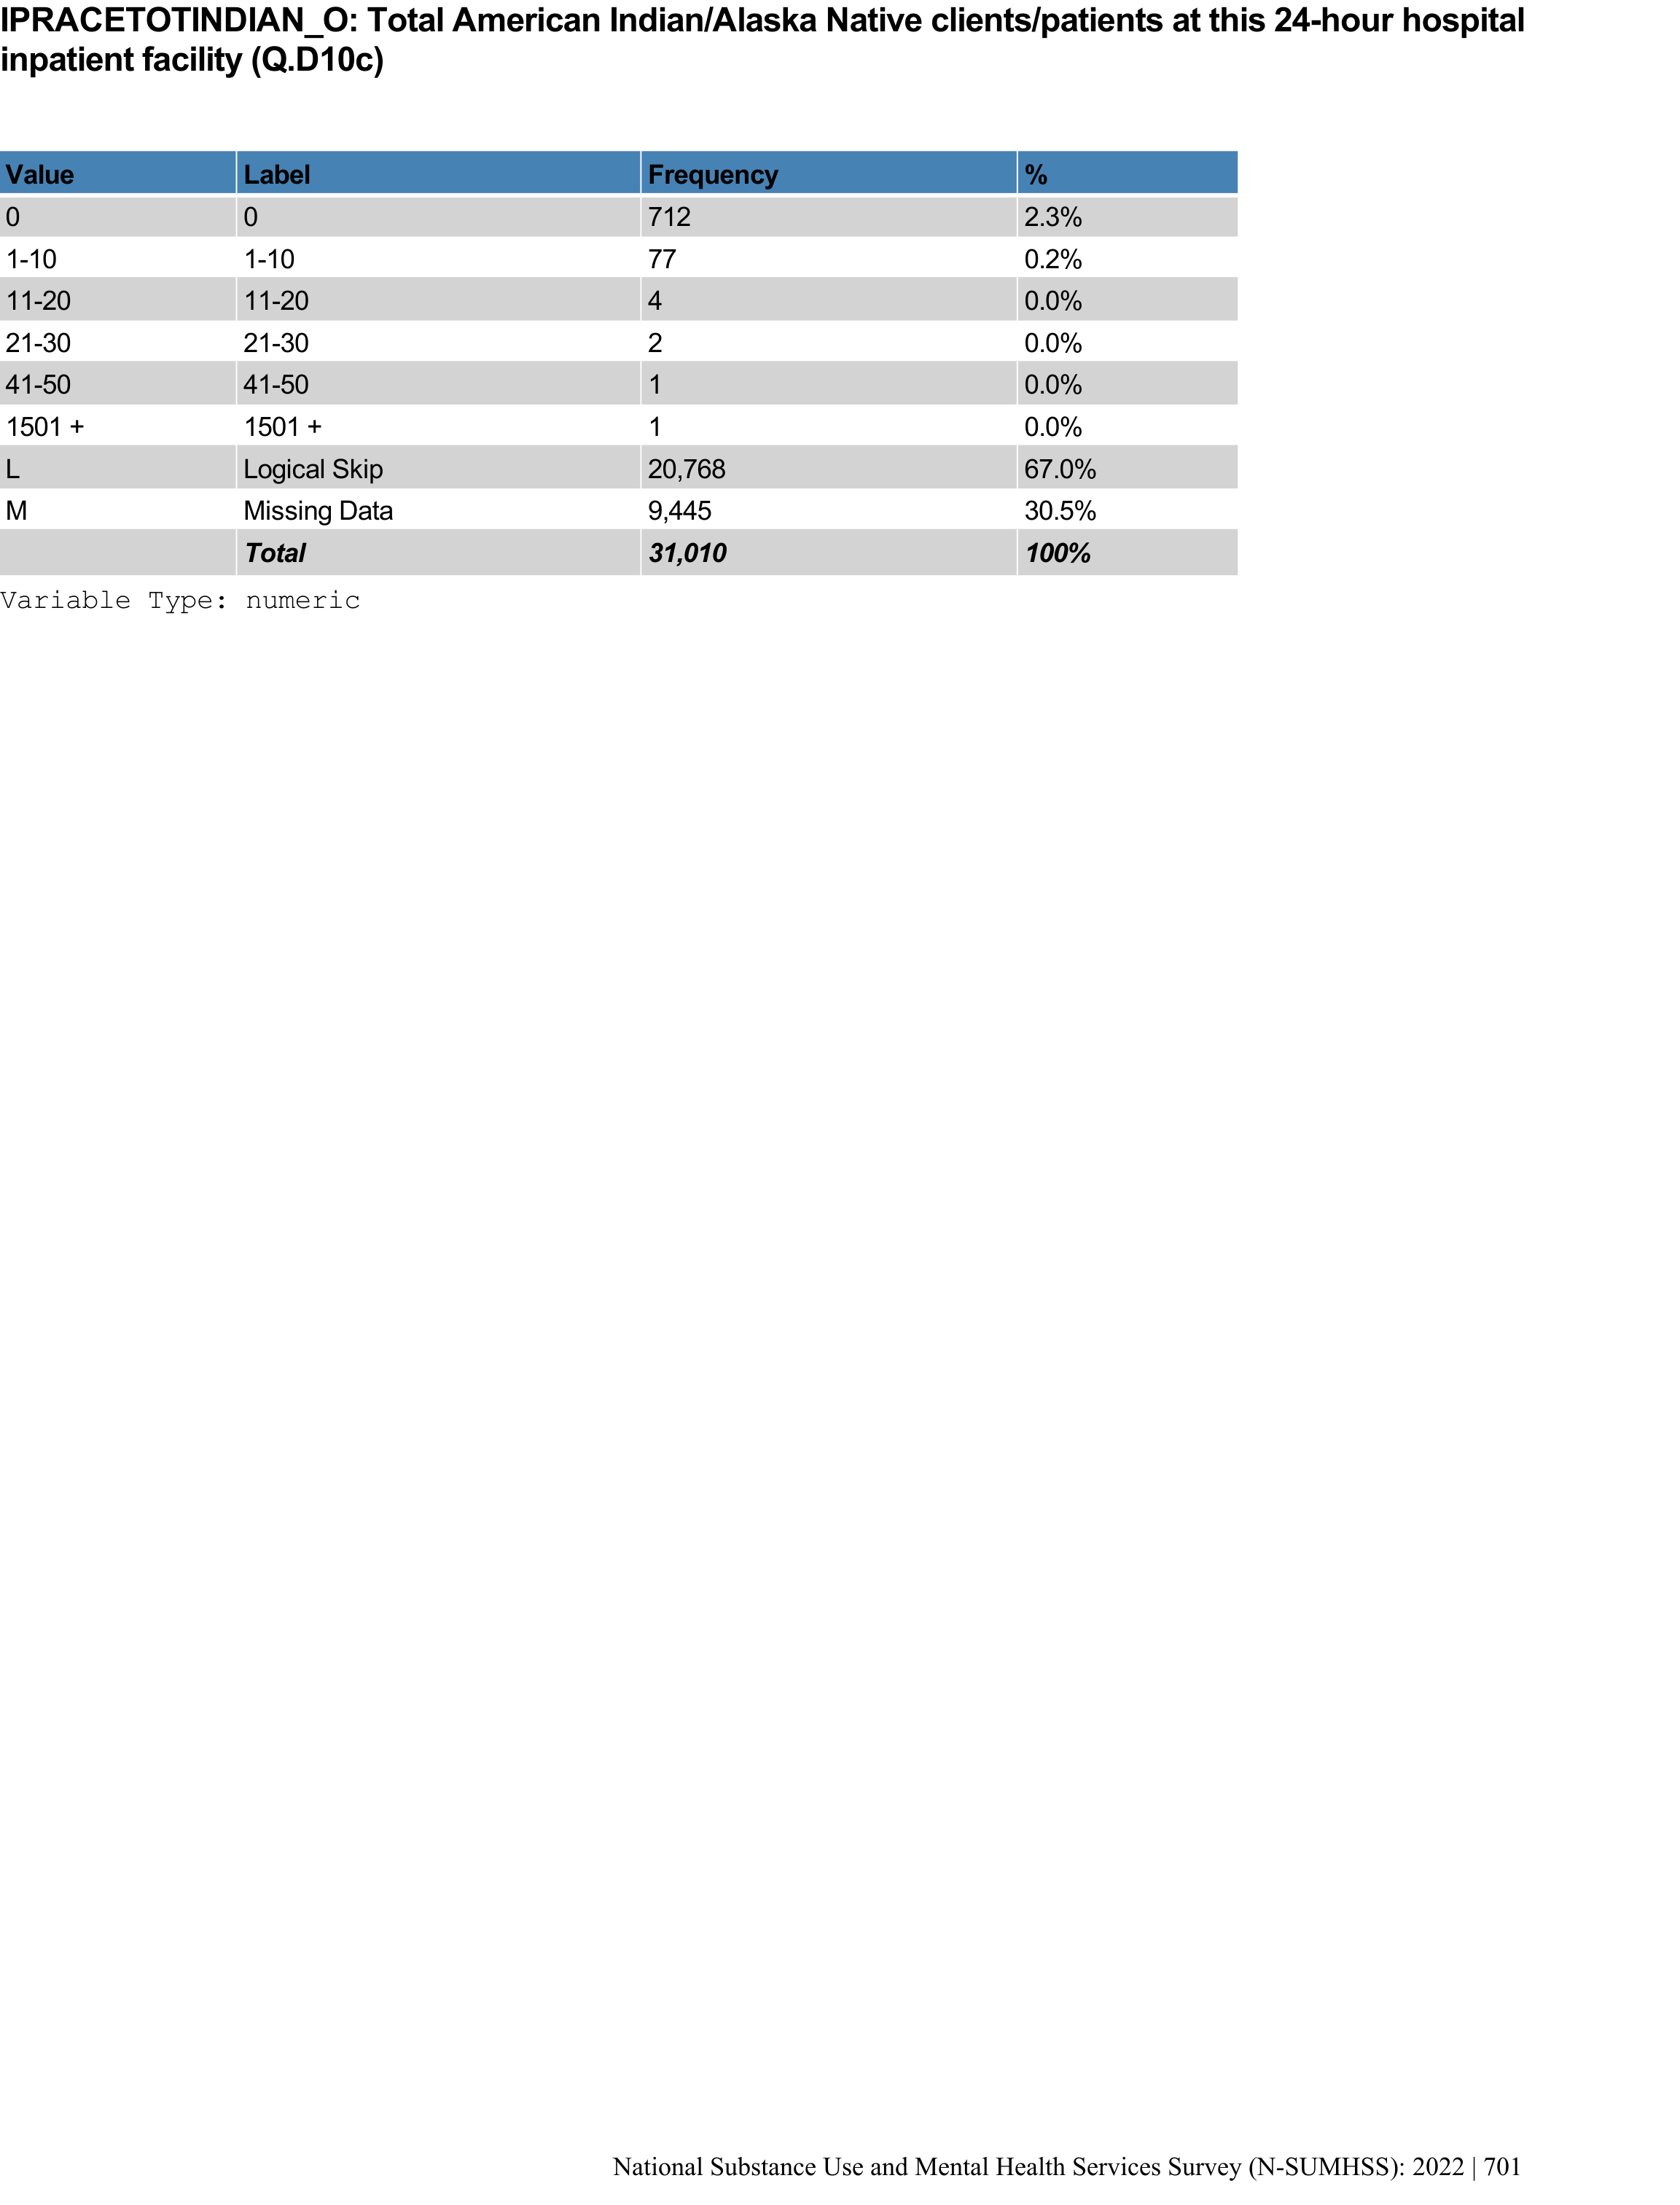 IPRACETOTINDIAN_O: Total American Indian/Alaska Native clients/patients at this 24-hour hospital
inpatient facility (Q.D10c)
Value Label Frequency %
0 0 712 2.3%
1-10 1-10 77 0.2%
11-20 11-20 4 0.0%
21-30 21-30 2 0.0%
41-50 41-50 1 0.0%
1501 + 1501 + 1 0.0%
L Logical Skip 20,768 67.0%
M Missing Data 9,445 30.5%
Total 31,010 100%
Variable Type: numeric
National Substance Use and Mental Health Services Survey (N-SUMHSS): 2022 | 701